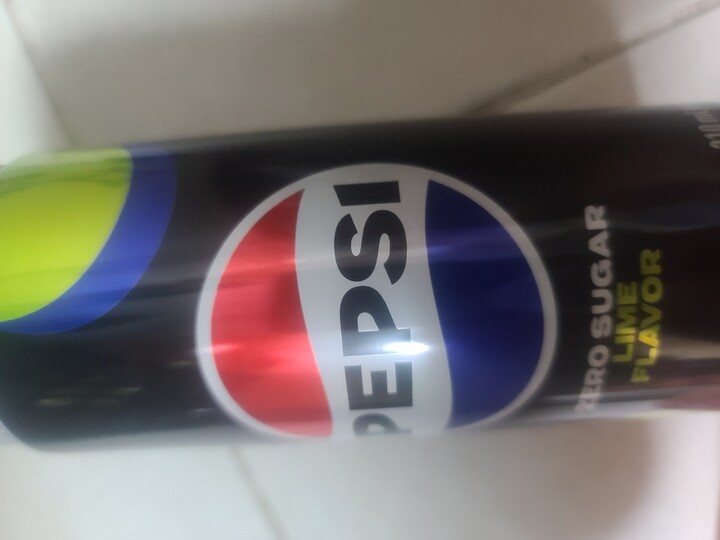 PEPSI
ZERO SUGAR
LIME
FLAVOR